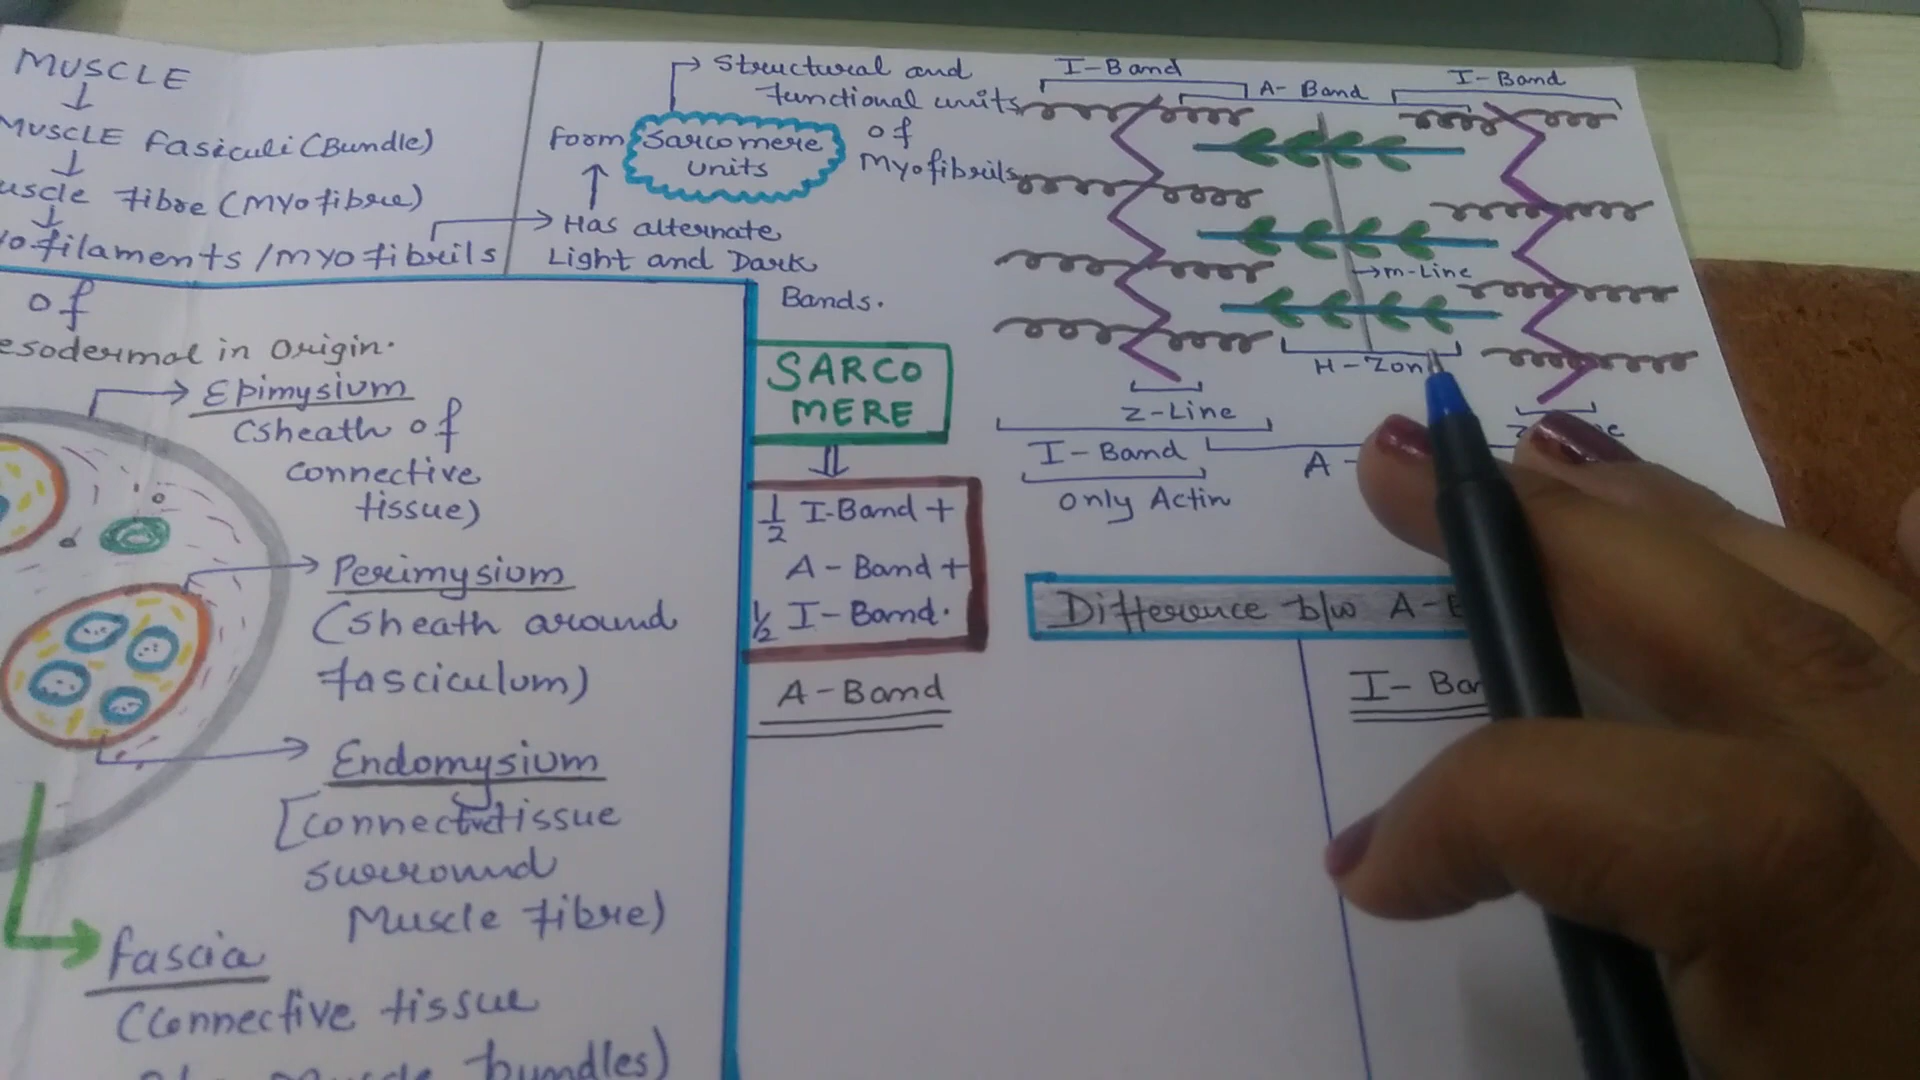 MUSCLE
MUSCLE fasiculi (Bundle)
uscle fibre (Myofibre)
yofilaments / myofibrils
of
esodermal in Origin.
Epimysium
(sheath of
connective
tissue)
Perimysium
(sheath around
fasciculum)
Endomysium
[connective tissue
surround
Muscle fibre)
fascia
(Connective tissue
bundles)
Structural and
functional units
of
Myofibrils
form
Sarcomere
units
Has alternate
Light and Dark
Bands.
SARCO
MERE
1/2 I-Band +
A-Band +
1/2 I-Band.
A-Band
I-Band
A-Band
I-Band
m-Line
H-Zon
Z-Line
I-Band
A-
only Actin
Difference b/w A-B
I-Ban